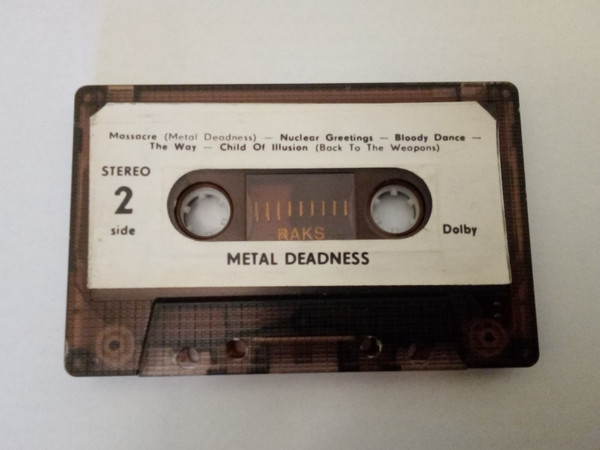 Massacre (Metal Deadness) — Nuclear Greetings — Bloody Dance —
The Way — Child Of Illusion (Back To The Weapons)
STEREO
2
side
RAKS
Dolby
METAL DEADNESS